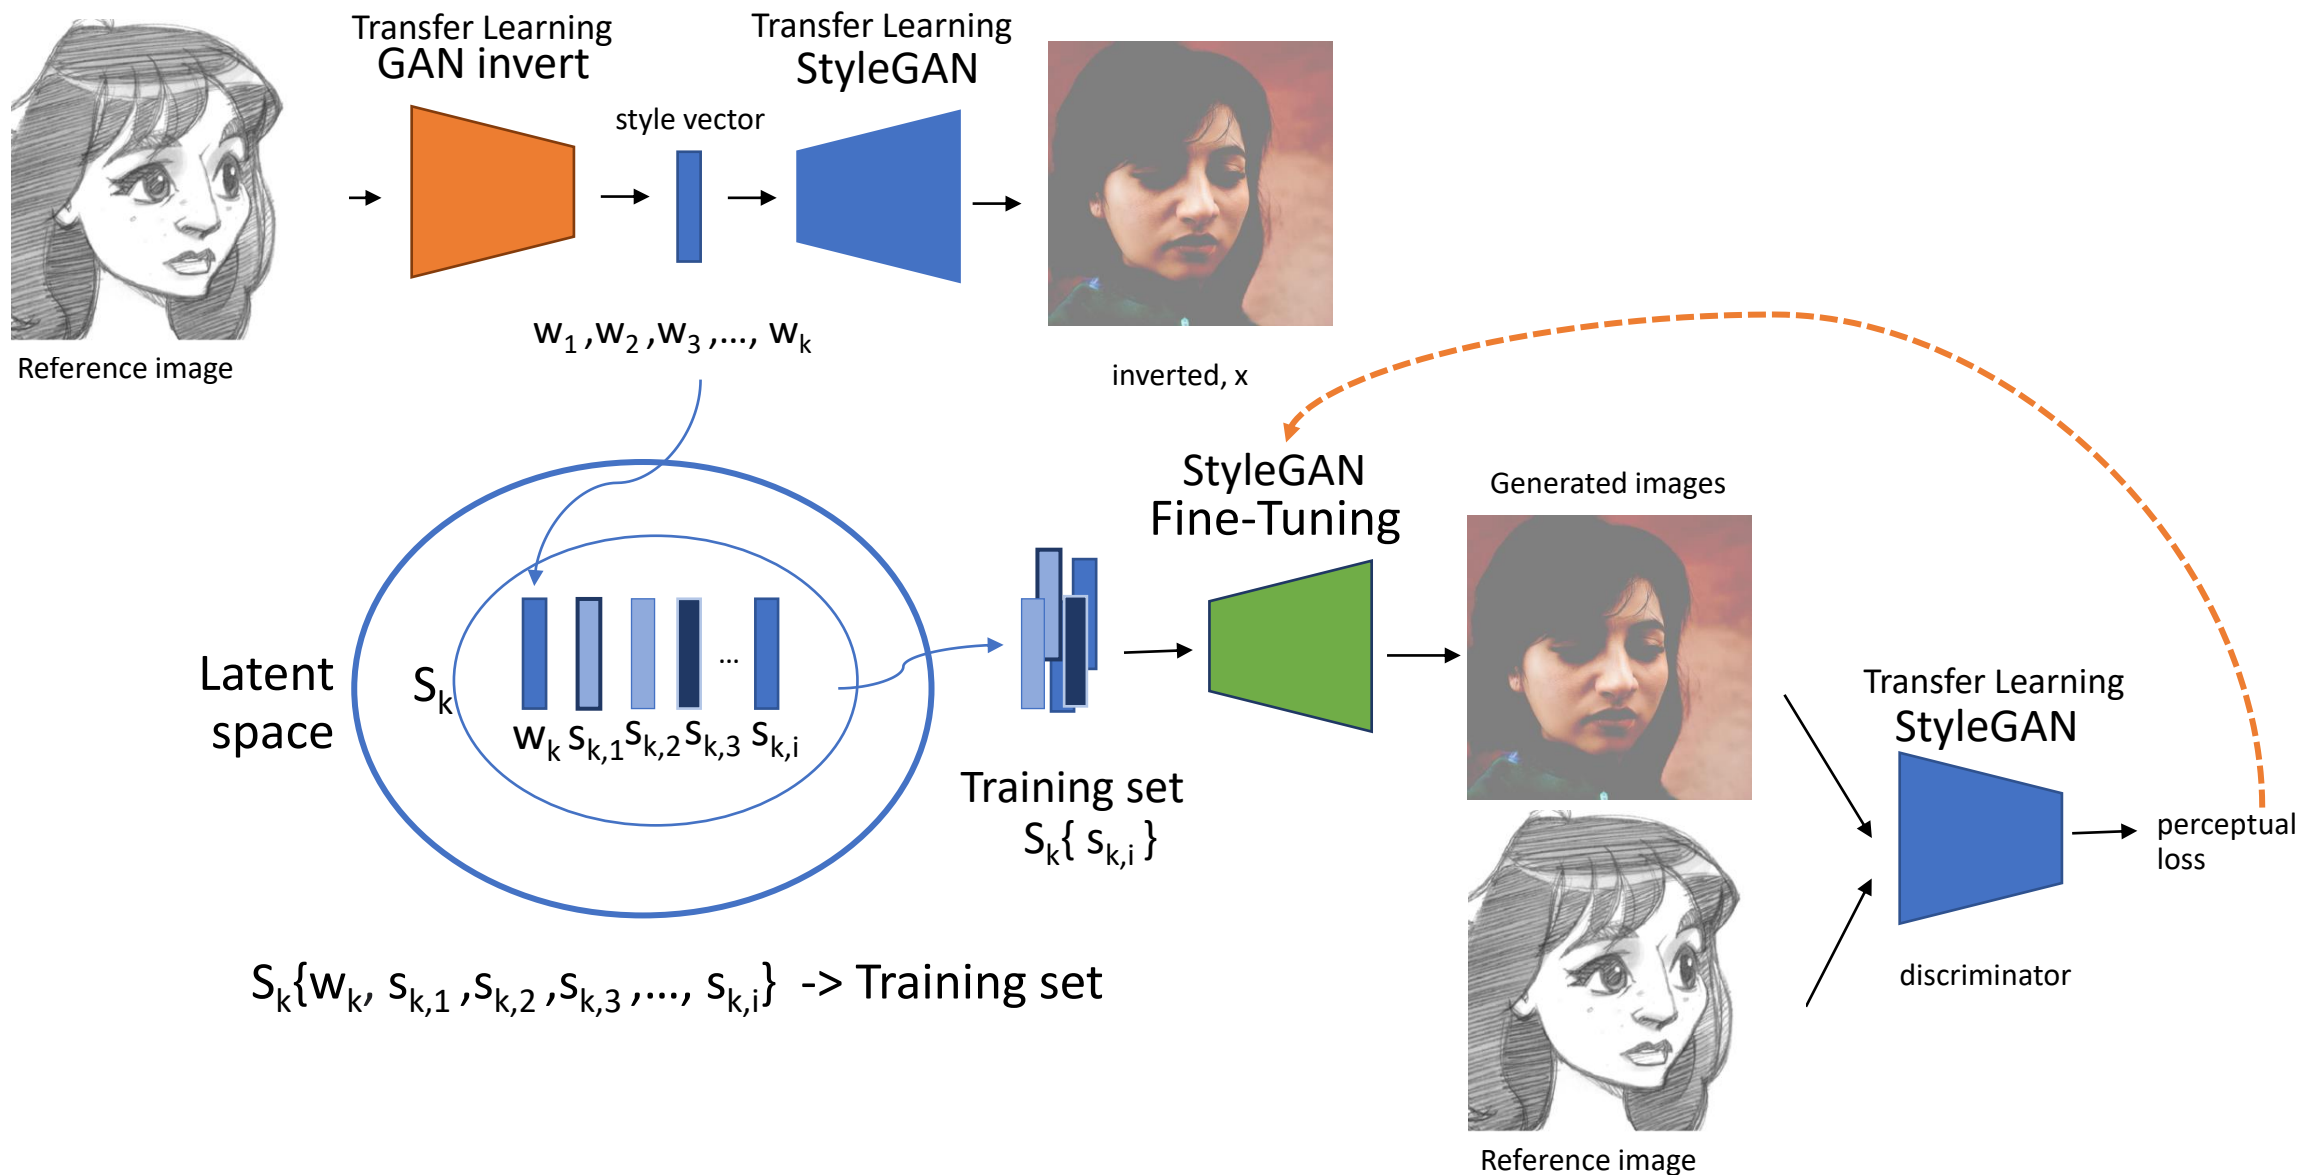 Transfer Learning
GAN invert
Transfer Learning
StyleGAN
style vector
w1 ,w2 ,w3 ,..., wk
Reference image
inverted, x
Latent
space
Sk
...
wk sk,1 sk,2 sk,3 sk,i
Training set
Sk{ sk,i }
StyleGAN
Fine-Tuning
Generated images
Transfer Learning
StyleGAN
perceptual
loss
discriminator
Sk{wk, sk,1 ,sk,2 ,sk,3 ,..., sk,i} -> Training set
Reference image